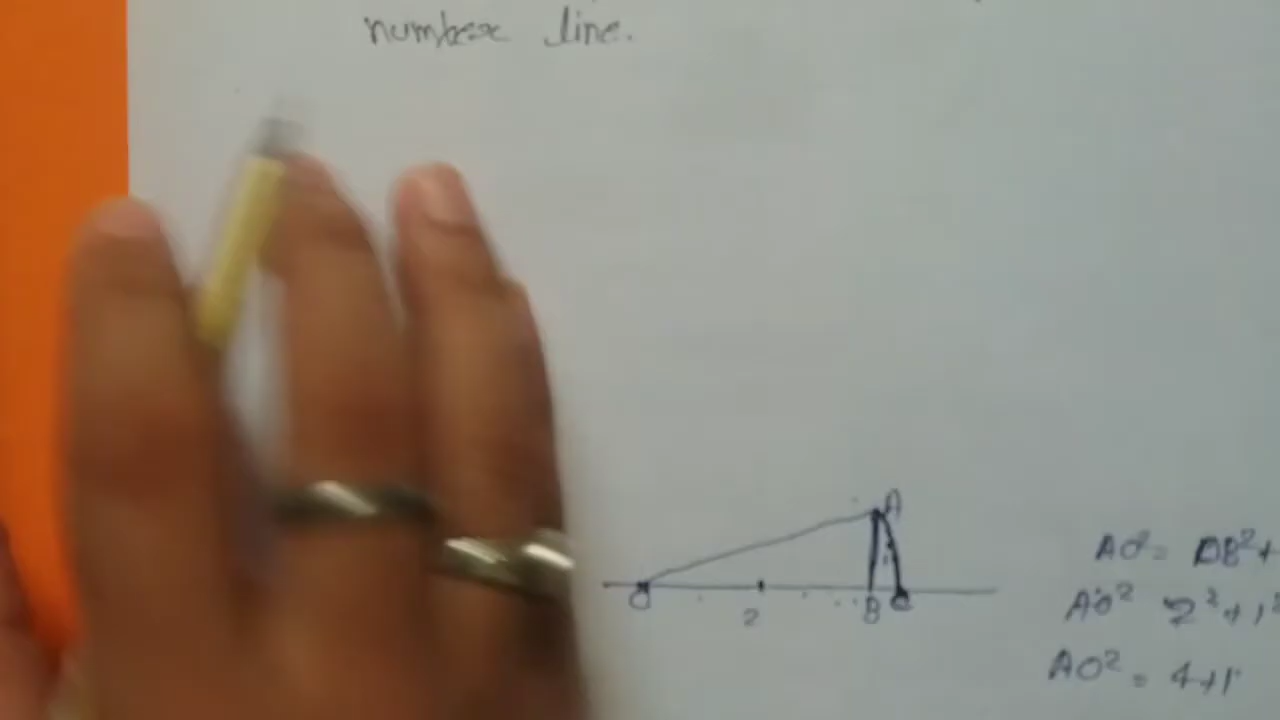 number line.
A
O 2 B C
AO² = OB² +
AO² 2² + 1²
AO² = 4+1